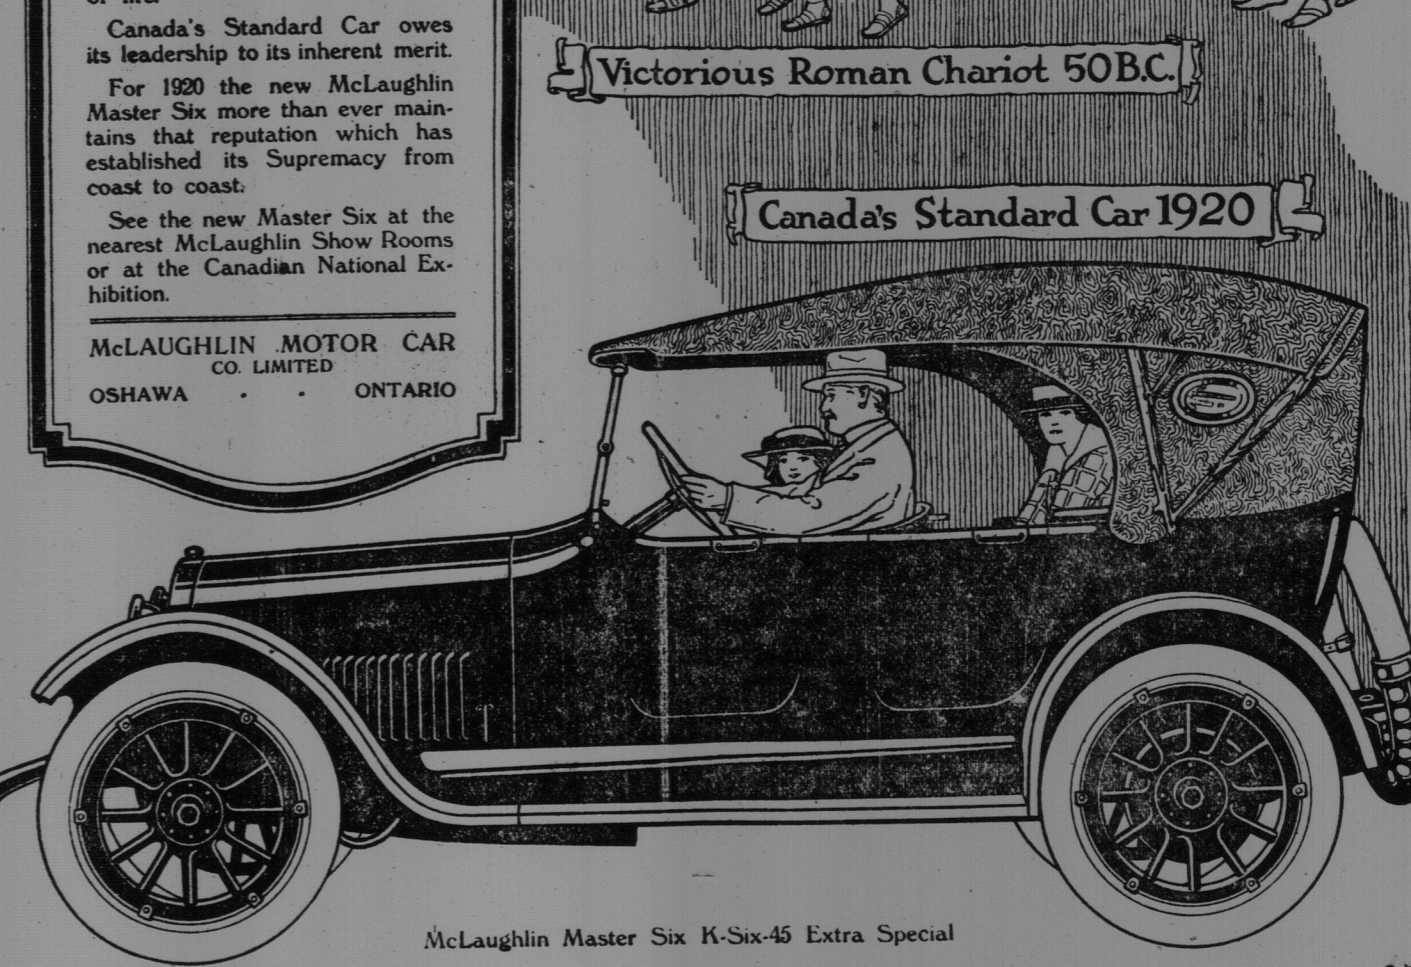 Canada's Standard Car owes
its leadership to its inherent merit.
For 1920 the new McLaughlin
Master Six more than ever main-
tains that reputation which has
established its Supremacy from
coast to coast.
See the new Master Six at the
nearest McLaughlin Show Rooms
or at the Canadian National Ex-
hibition.
McLAUGHLIN MOTOR CAR
CO. LIMITED
OSHAWA · · ONTARIO
Victorious Roman Chariot 50 B.C.
Canada's Standard Car 1920
McLaughlin Master Six K-Six-45 Extra Special